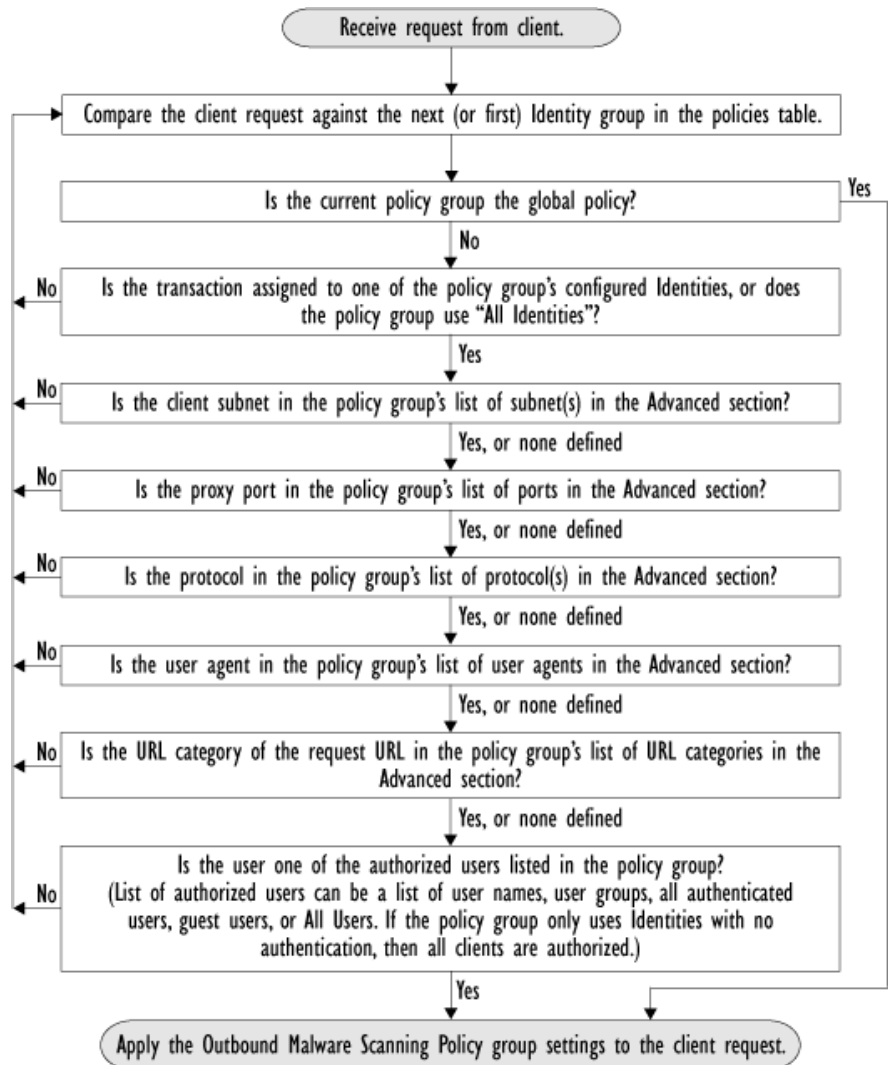 Receive request from client.
Compare the client request against the next (or first) Identity group in the policies table.
Yes
Is the current policy group the global policy?
No
No
Is the transaction assigned to one of the policy group's configured Identities, or does
the policy group use “All Identities”?
Yes
No
Is the client subnet in the policy group's list of subnet(s) in the Advanced section?
Yes, or none defined
No
Is the proxy port in the policy group's list of ports in the Advanced section?
Yes, or none defined
No
Is the protocol in the policy group's list of protocol(s) in the Advanced section?
Yes, or none defined
No
Is the user agent in the policy group's list of user agents in the Advanced section?
Yes, or none defined
No
Is the URL category of the request URL in the policy group's list of URL categories in the
Advanced section?
Yes, or none defined
Is the user one of the authorized users listed in the policy group?
No
(List of authorized users can be a list of user names, user groups, all authenticated
users, guest users, or All Users. If the policy group only uses Identities with no
authentication, then all clients are authorized.)
Yes
Apply the Outbound Malware Scanning Policy group settings to the client request.